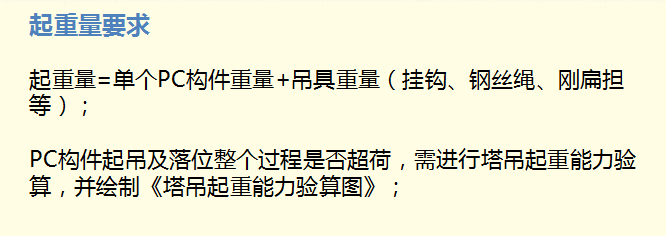 起重量要求
起重量=单个PC构件重量+吊具重量（挂钩、钢丝绳、刚扁担
等）；
PC构件起吊及落位整个过程是否超荷，需进行塔吊起重能力验
算，并绘制《塔吊起重能力验算图》；